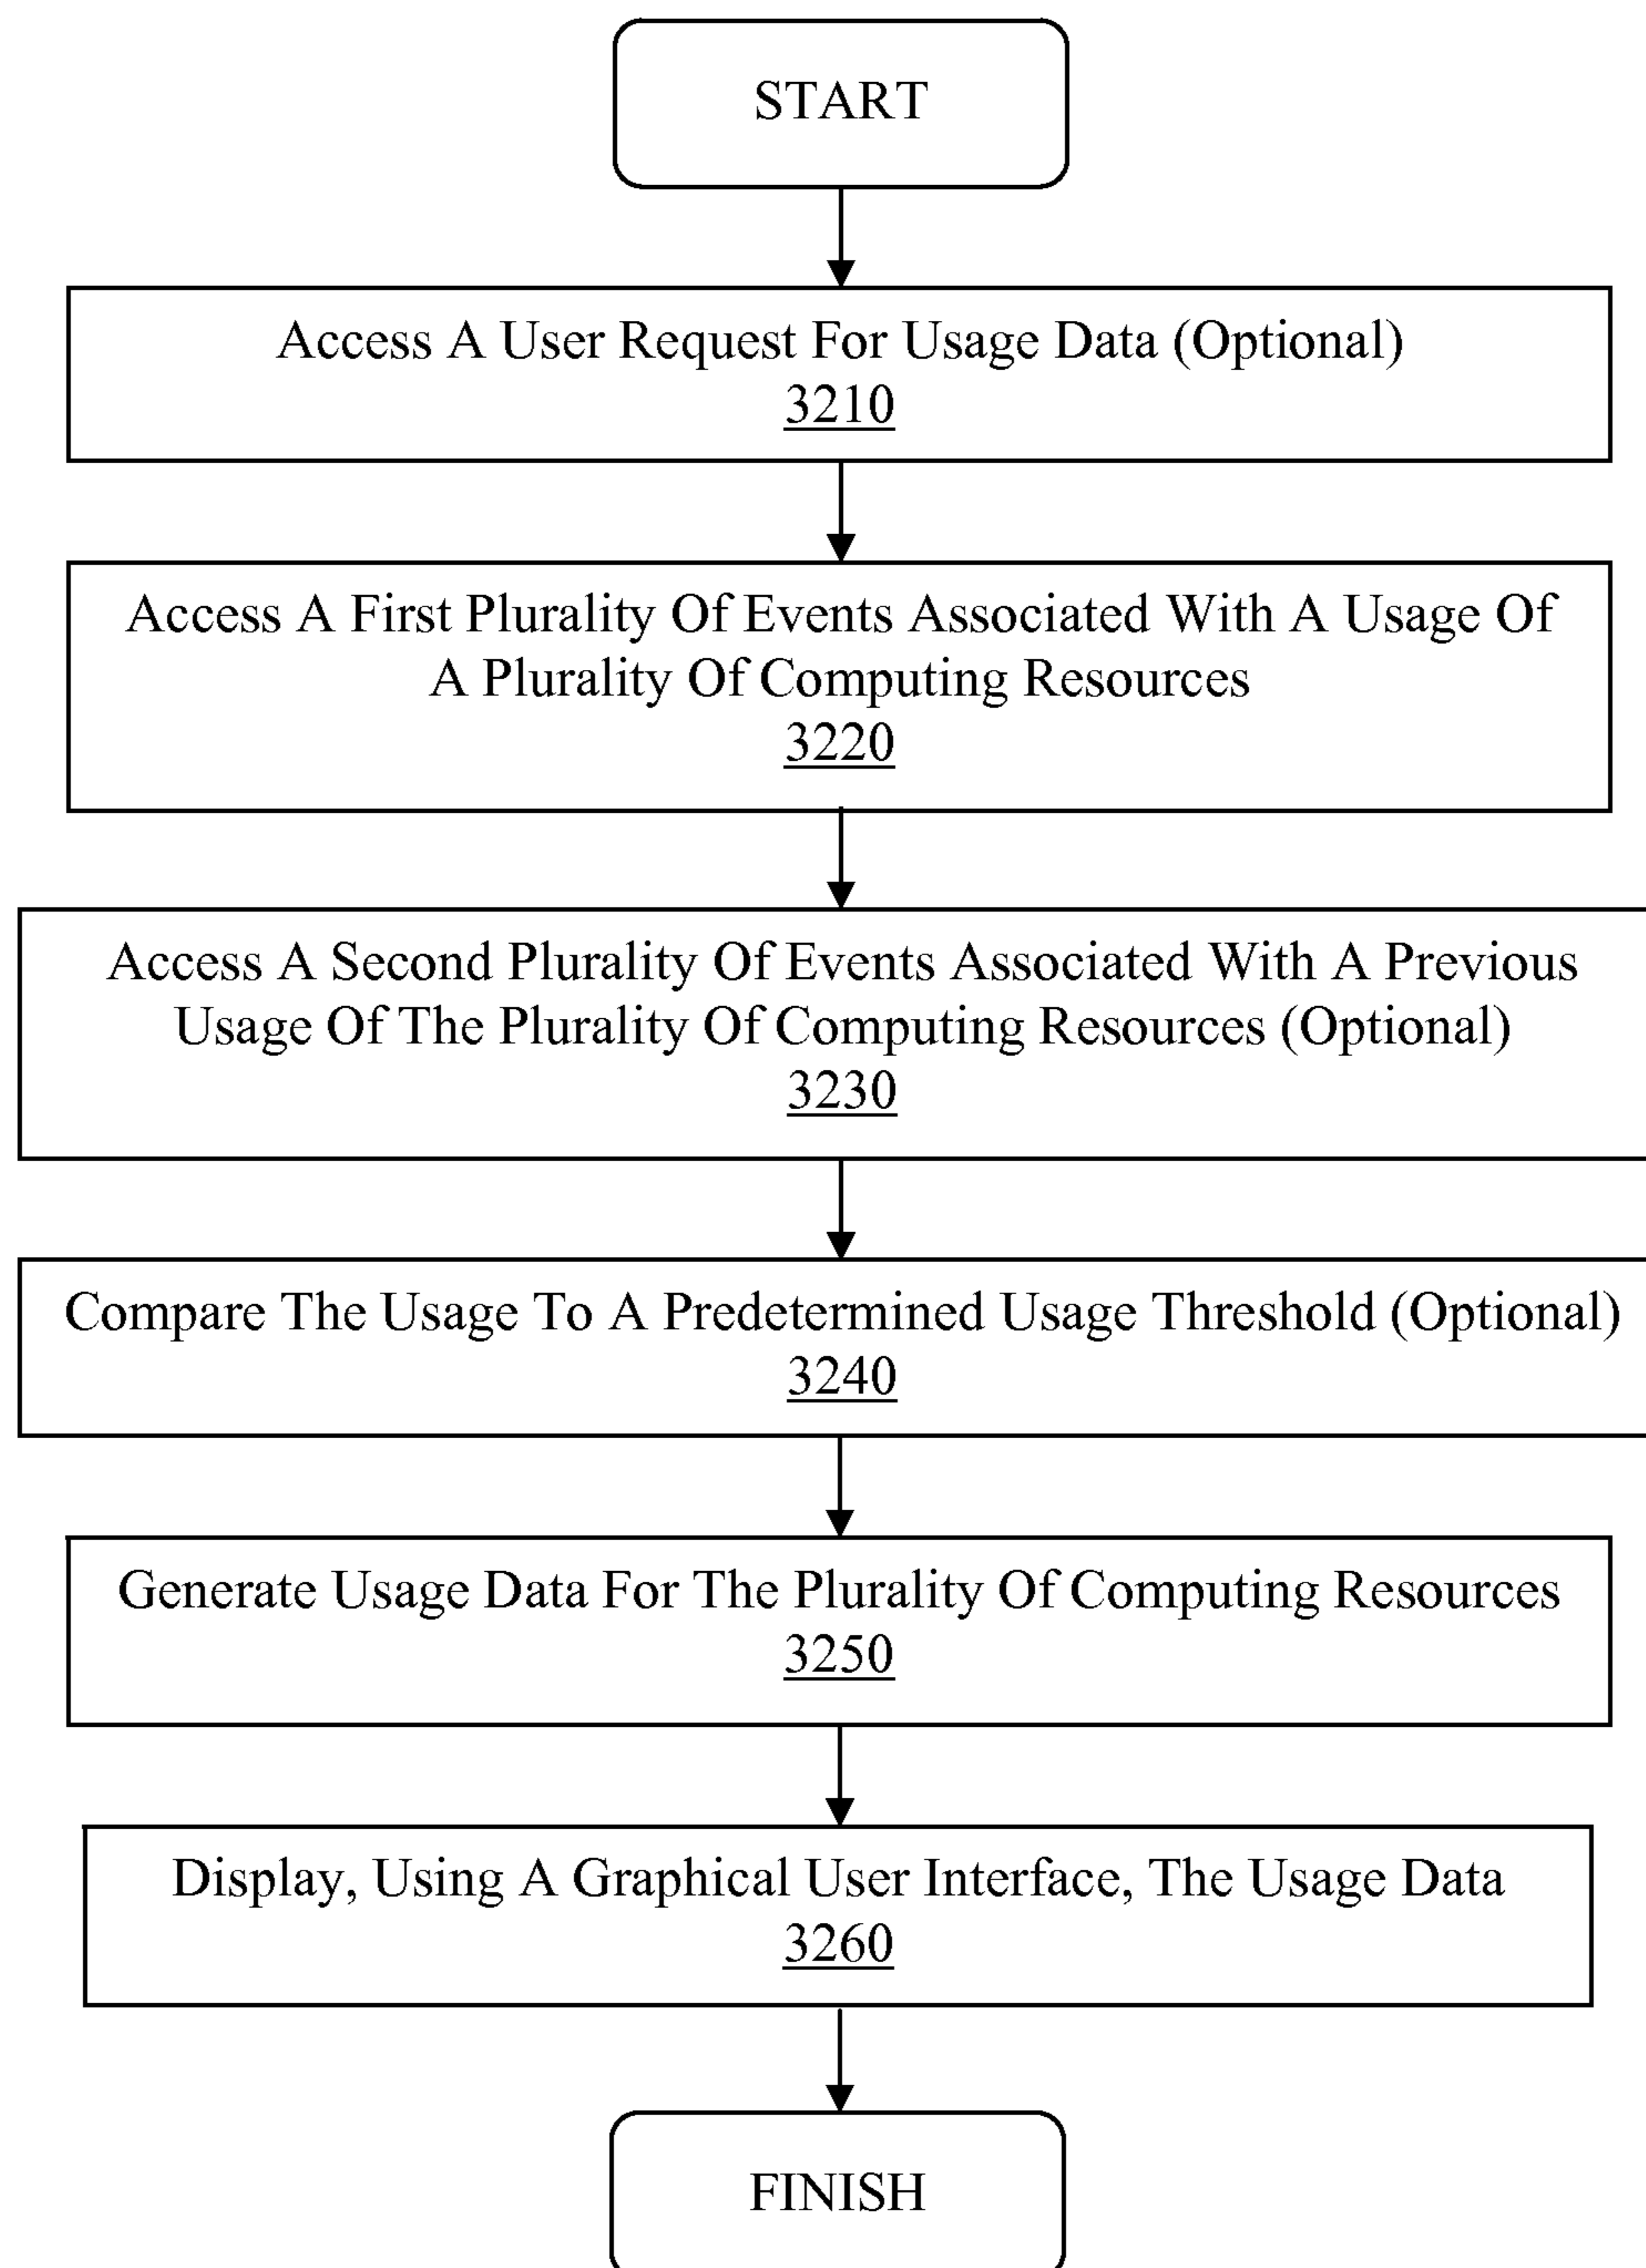 START
Access A User Request For Usage Data (Optional)
3210
Access A First Plurality Of Events Associated With A Usage Of
A Plurality Of Computing Resources
3220
Access A Second Plurality Of Events Associated With A Previous
Usage Of The Plurality Of Computing Resources (Optional)
3230
Compare The Usage To A Predetermined Usage Threshold (Optional)
3240
Generate Usage Data For The Plurality Of Computing Resources
3250
Display, Using A Graphical User Interface, The Usage Data
3260
FINISH